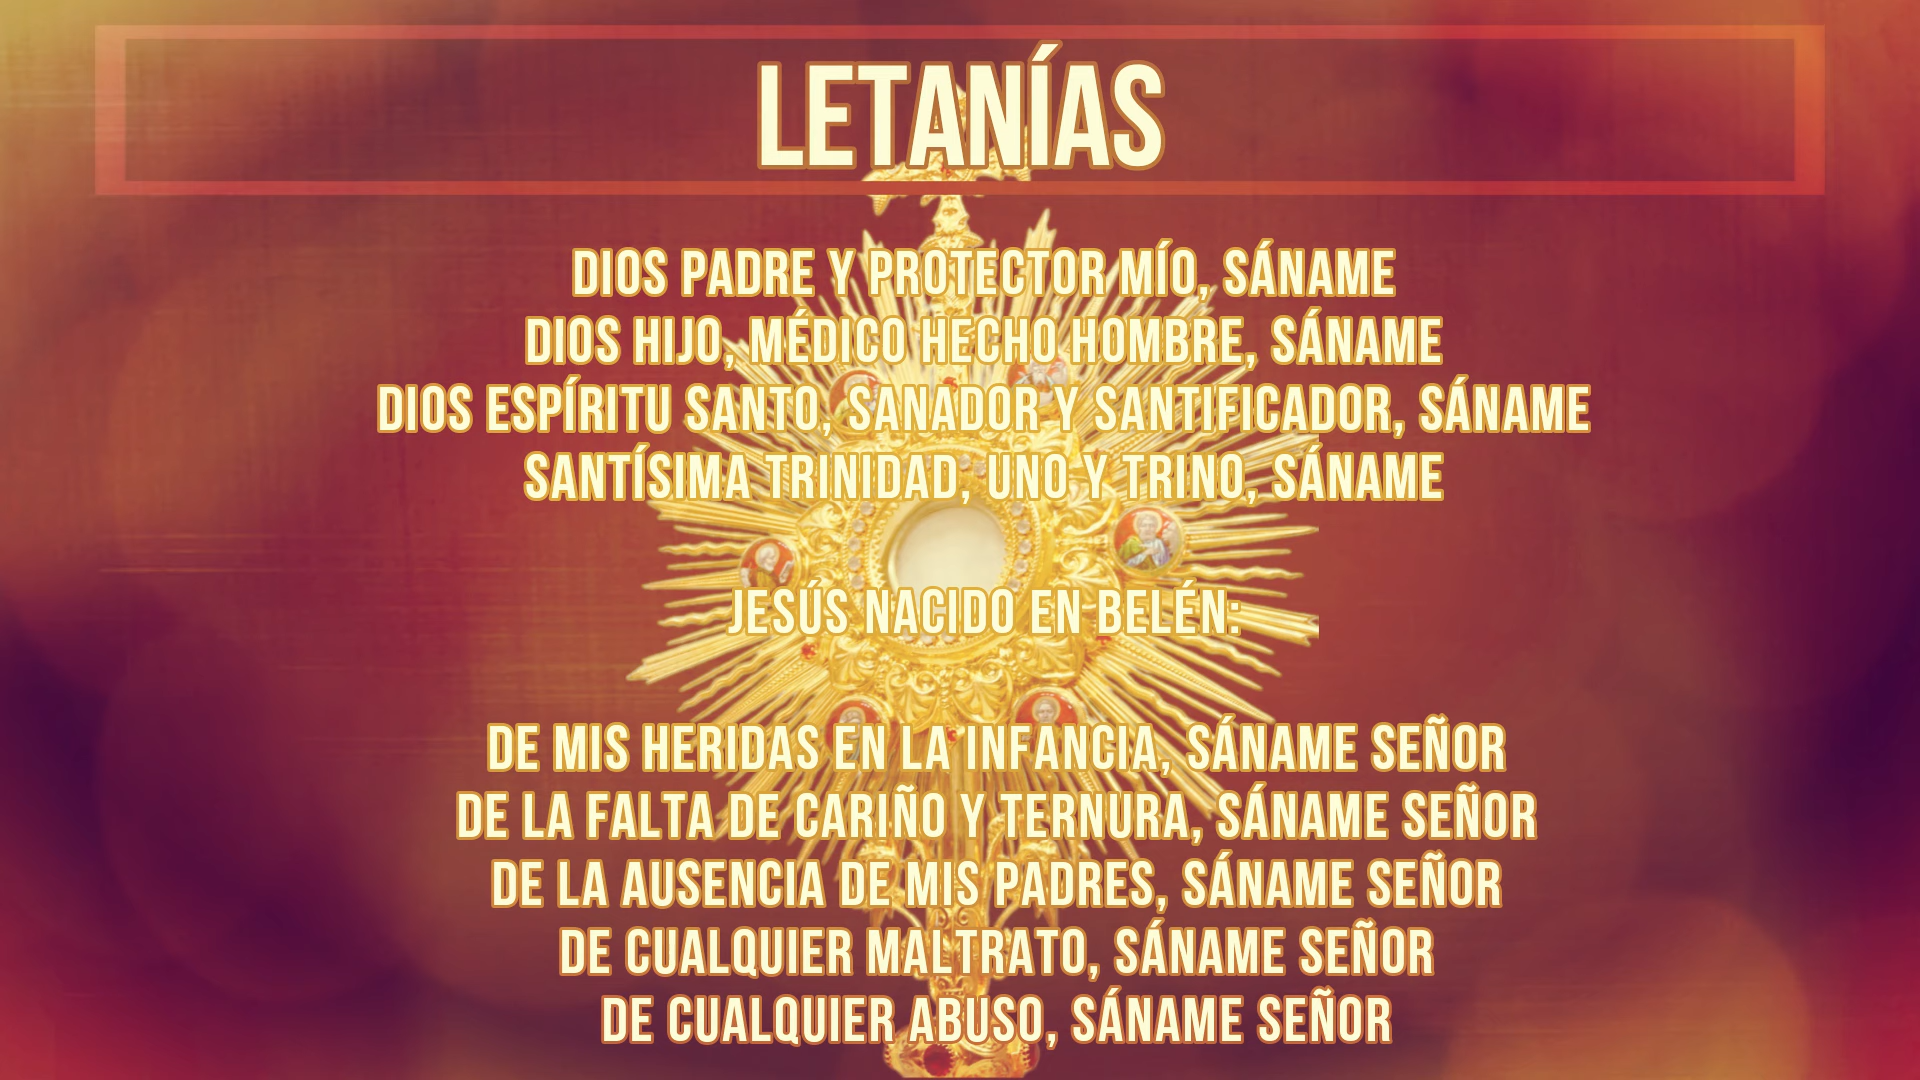 LETANÍAS
DIOS PADRE Y PROTECTOR MÍO, SÁNAME
DIOS HIJO, MÉDICO HECHO HOMBRE, SÁNAME
DIOS ESPÍRITU SANTO, SANADOR Y SANTIFICADOR, SÁNAME
SANTÍSIMA TRINIDAD, UNO Y TRINO, SÁNAME
JESÚS NACIDO EN BELÉN:
DE MIS HERIDAS EN LA INFANCIA, SÁNAME SEÑOR
DE LA FALTA DE CARIÑO Y TERNURA, SÁNAME SEÑOR
DE LA AUSENCIA DE MIS PADRES, SÁNAME SEÑOR
DE CUALQUIER MALTRATO, SÁNAME SEÑOR
DE CUALQUIER ABUSO, SÁNAME SEÑOR